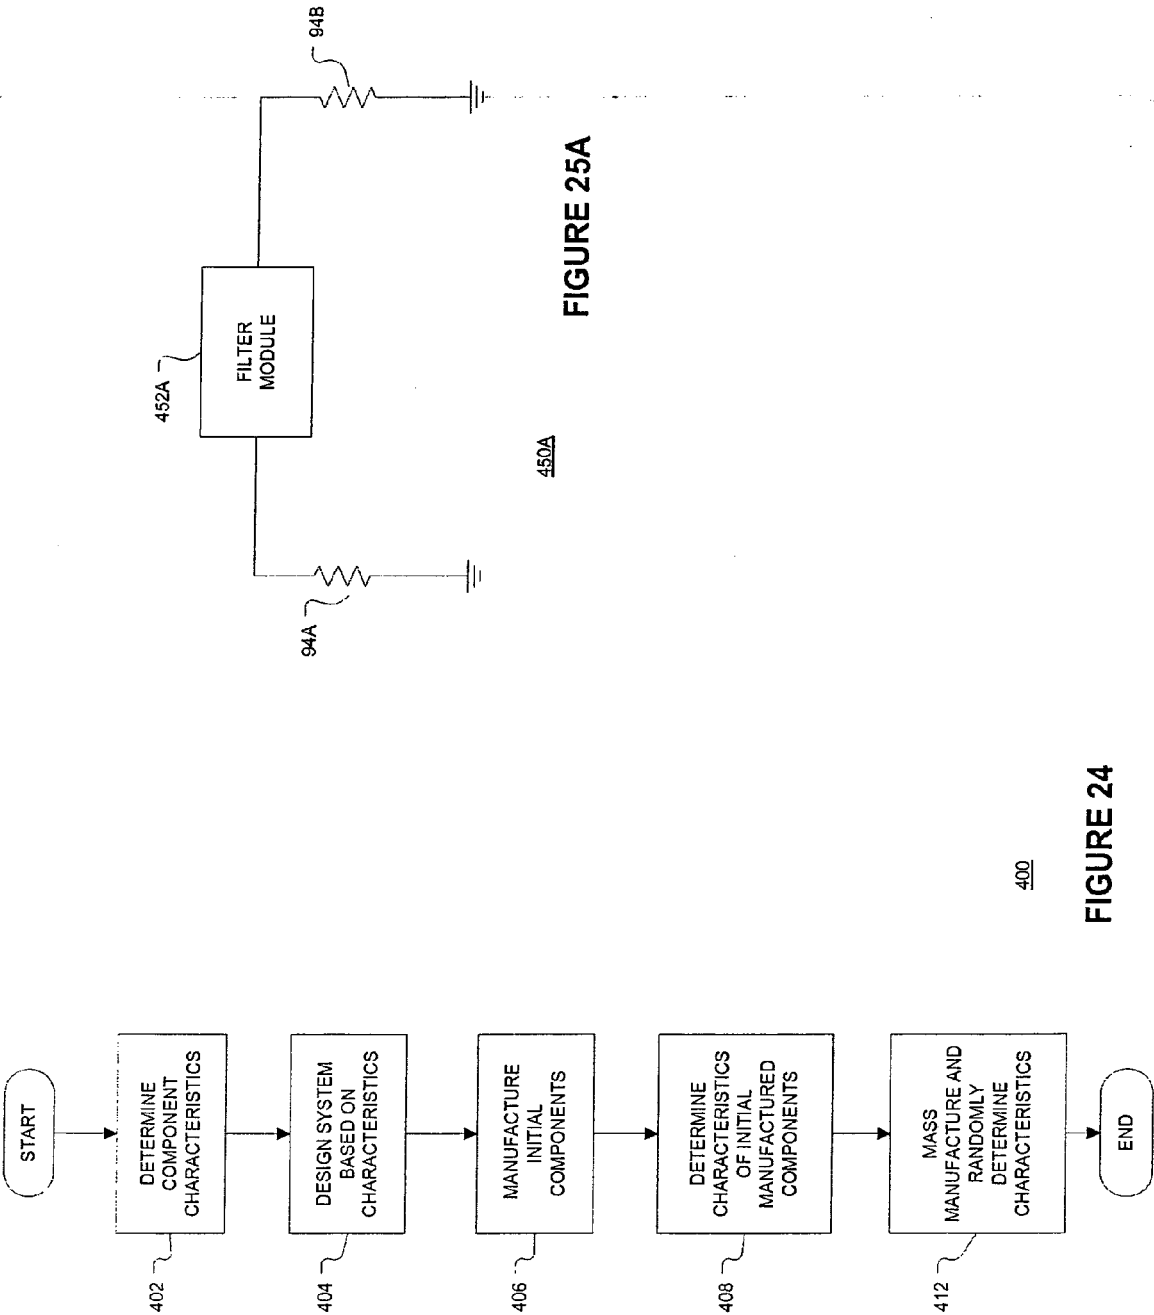 START
402
DETERMINE
COMPONENT
CHARACTERISTICS
404
DESIGN SYSTEM
BASED ON
CHARACTERISTICS
406
MANUFACTURE
INITIAL
COMPONENTS
408
DETERMINE
CHARACTERISTICS
OF INITIAL
MANUFACTURED
COMPONENTS
412
MASS
MANUFACTURE AND
RANDOMLY
DETERMINE
CHARACTERISTICS
END
400
FIGURE 24
452A
FILTER
MODULE
94A
94B
450A
FIGURE 25A